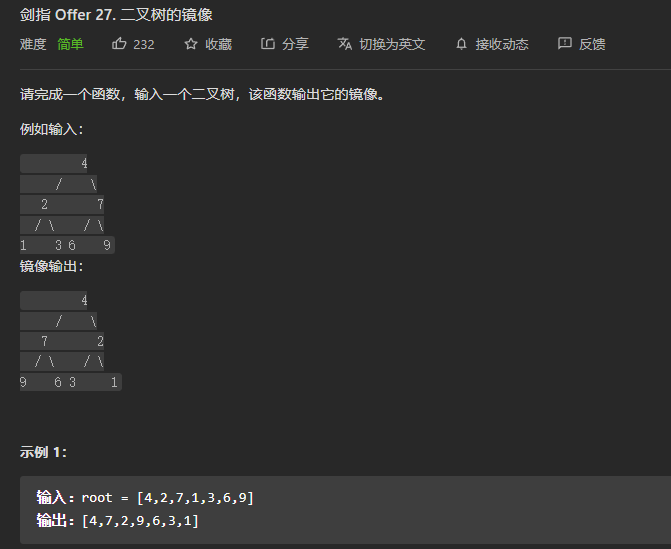 剑指 Offer 27. 二叉树的镜像
难度 简单 232 收藏 分享 切换为英文 接收动态 反馈
请完成一个函数，输入一个二叉树，该函数输出它的镜像。
例如输入：
4
/ \
2 7
/ \ / \
1 3 6 9
镜像输出：
4
/ \
7 2
/ \ / \
9 6 3 1
示例 1：
输入：root = [4,2,7,1,3,6,9]
输出：[4,7,2,9,6,3,1]